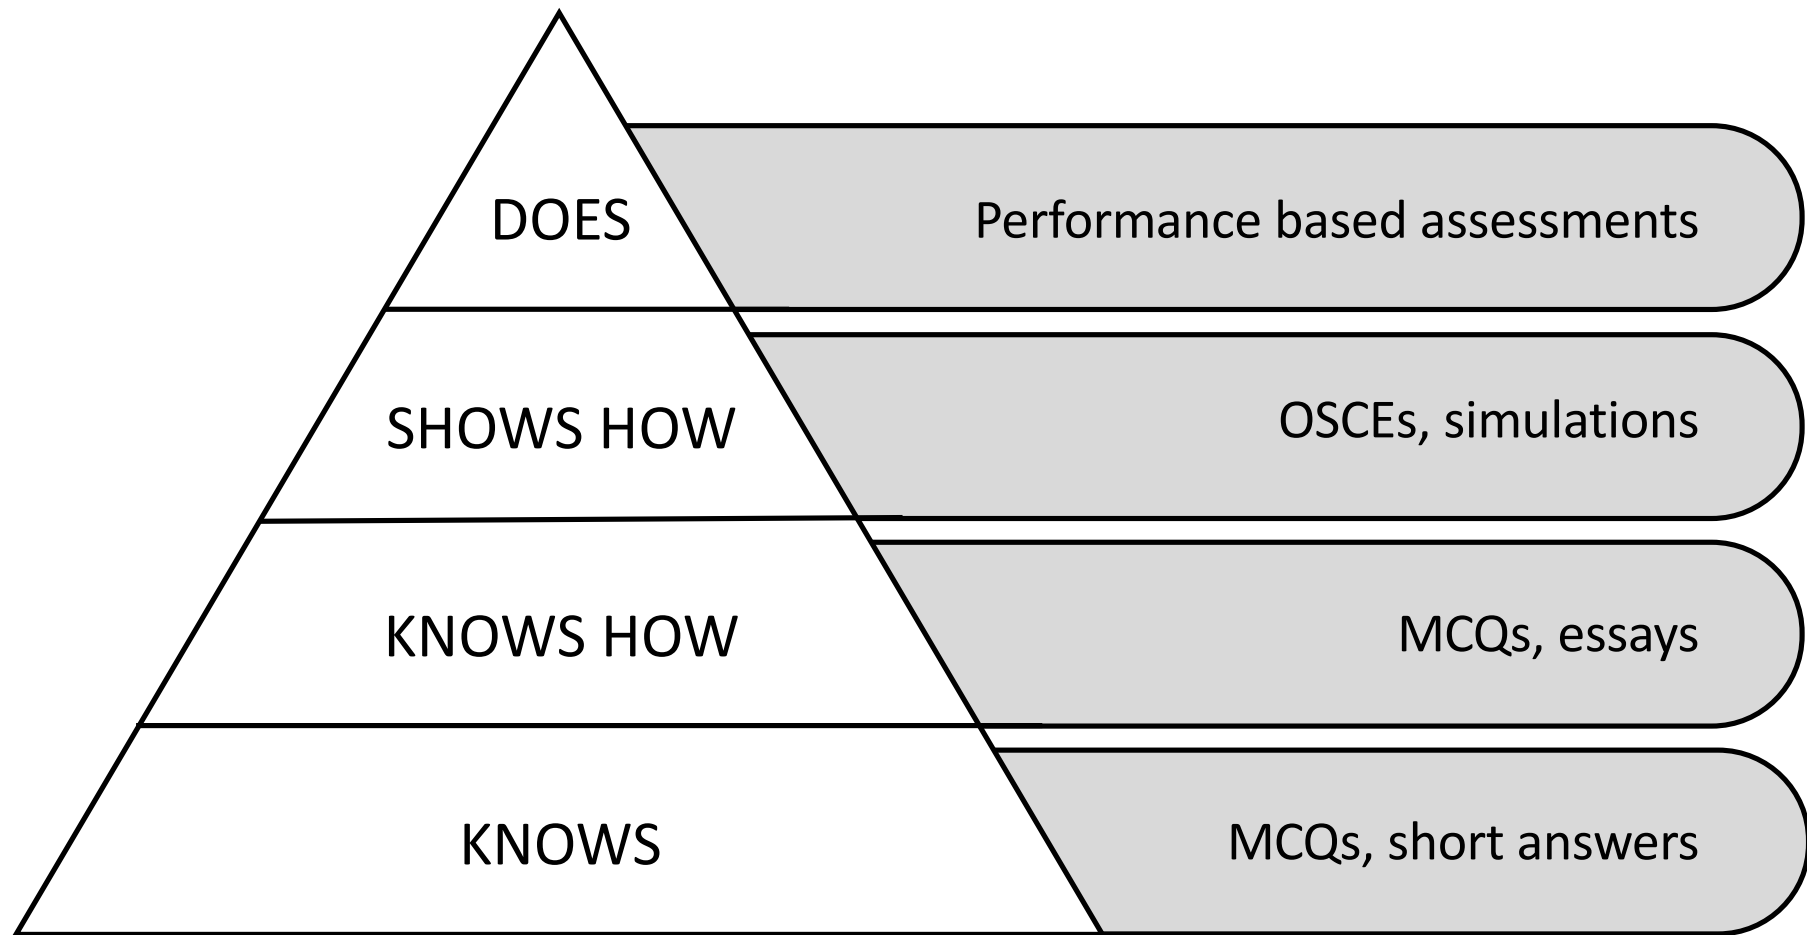 DOES
Performance based assessments
SHOWS HOW
OSCEs, simulations
KNOWS HOW
MCQs, essays
KNOWS
MCQs, short answers